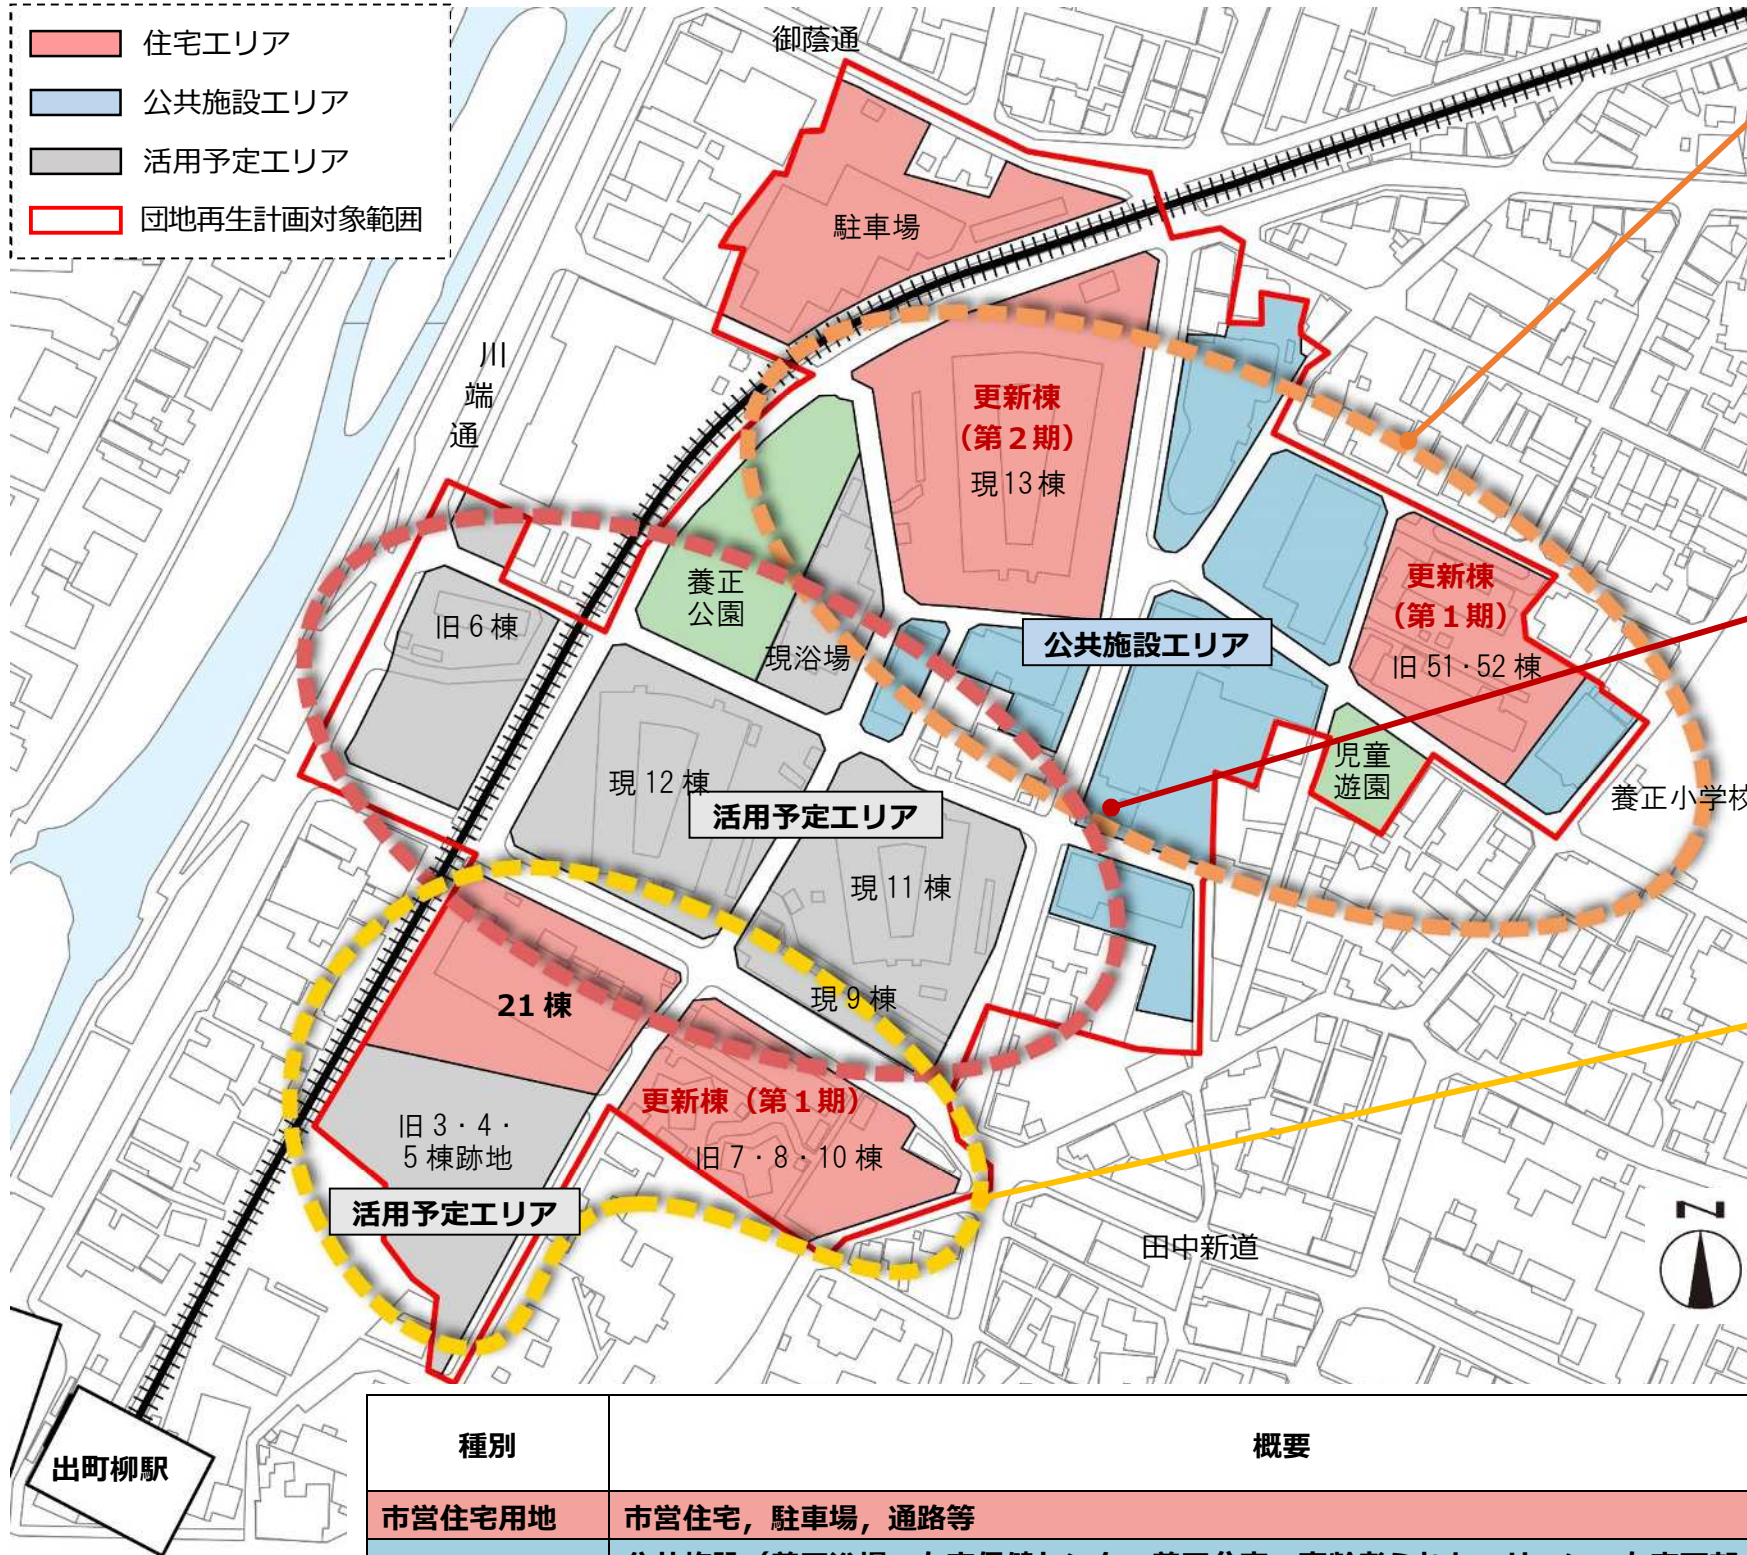 住宅エリア
公共施設エリア
活用予定エリア
団地再生計画対象範囲
御蔭通
駐車場
川
端
通
更新棟
（第２期）
現13棟
養正
公園
旧6棟
現浴場
公共施設エリア
更新棟
（第１期）
旧51・52棟
児童
遊園
養正小学校
現12棟
活用予定エリア
現11棟
現9棟
21棟
更新棟（第１期）
旧7・8・10棟
旧3・4・
5棟跡地
活用予定エリア
田中新道
N
出町柳駅
種別
概要
市営住宅用地
市営住宅，駐車場，通路等